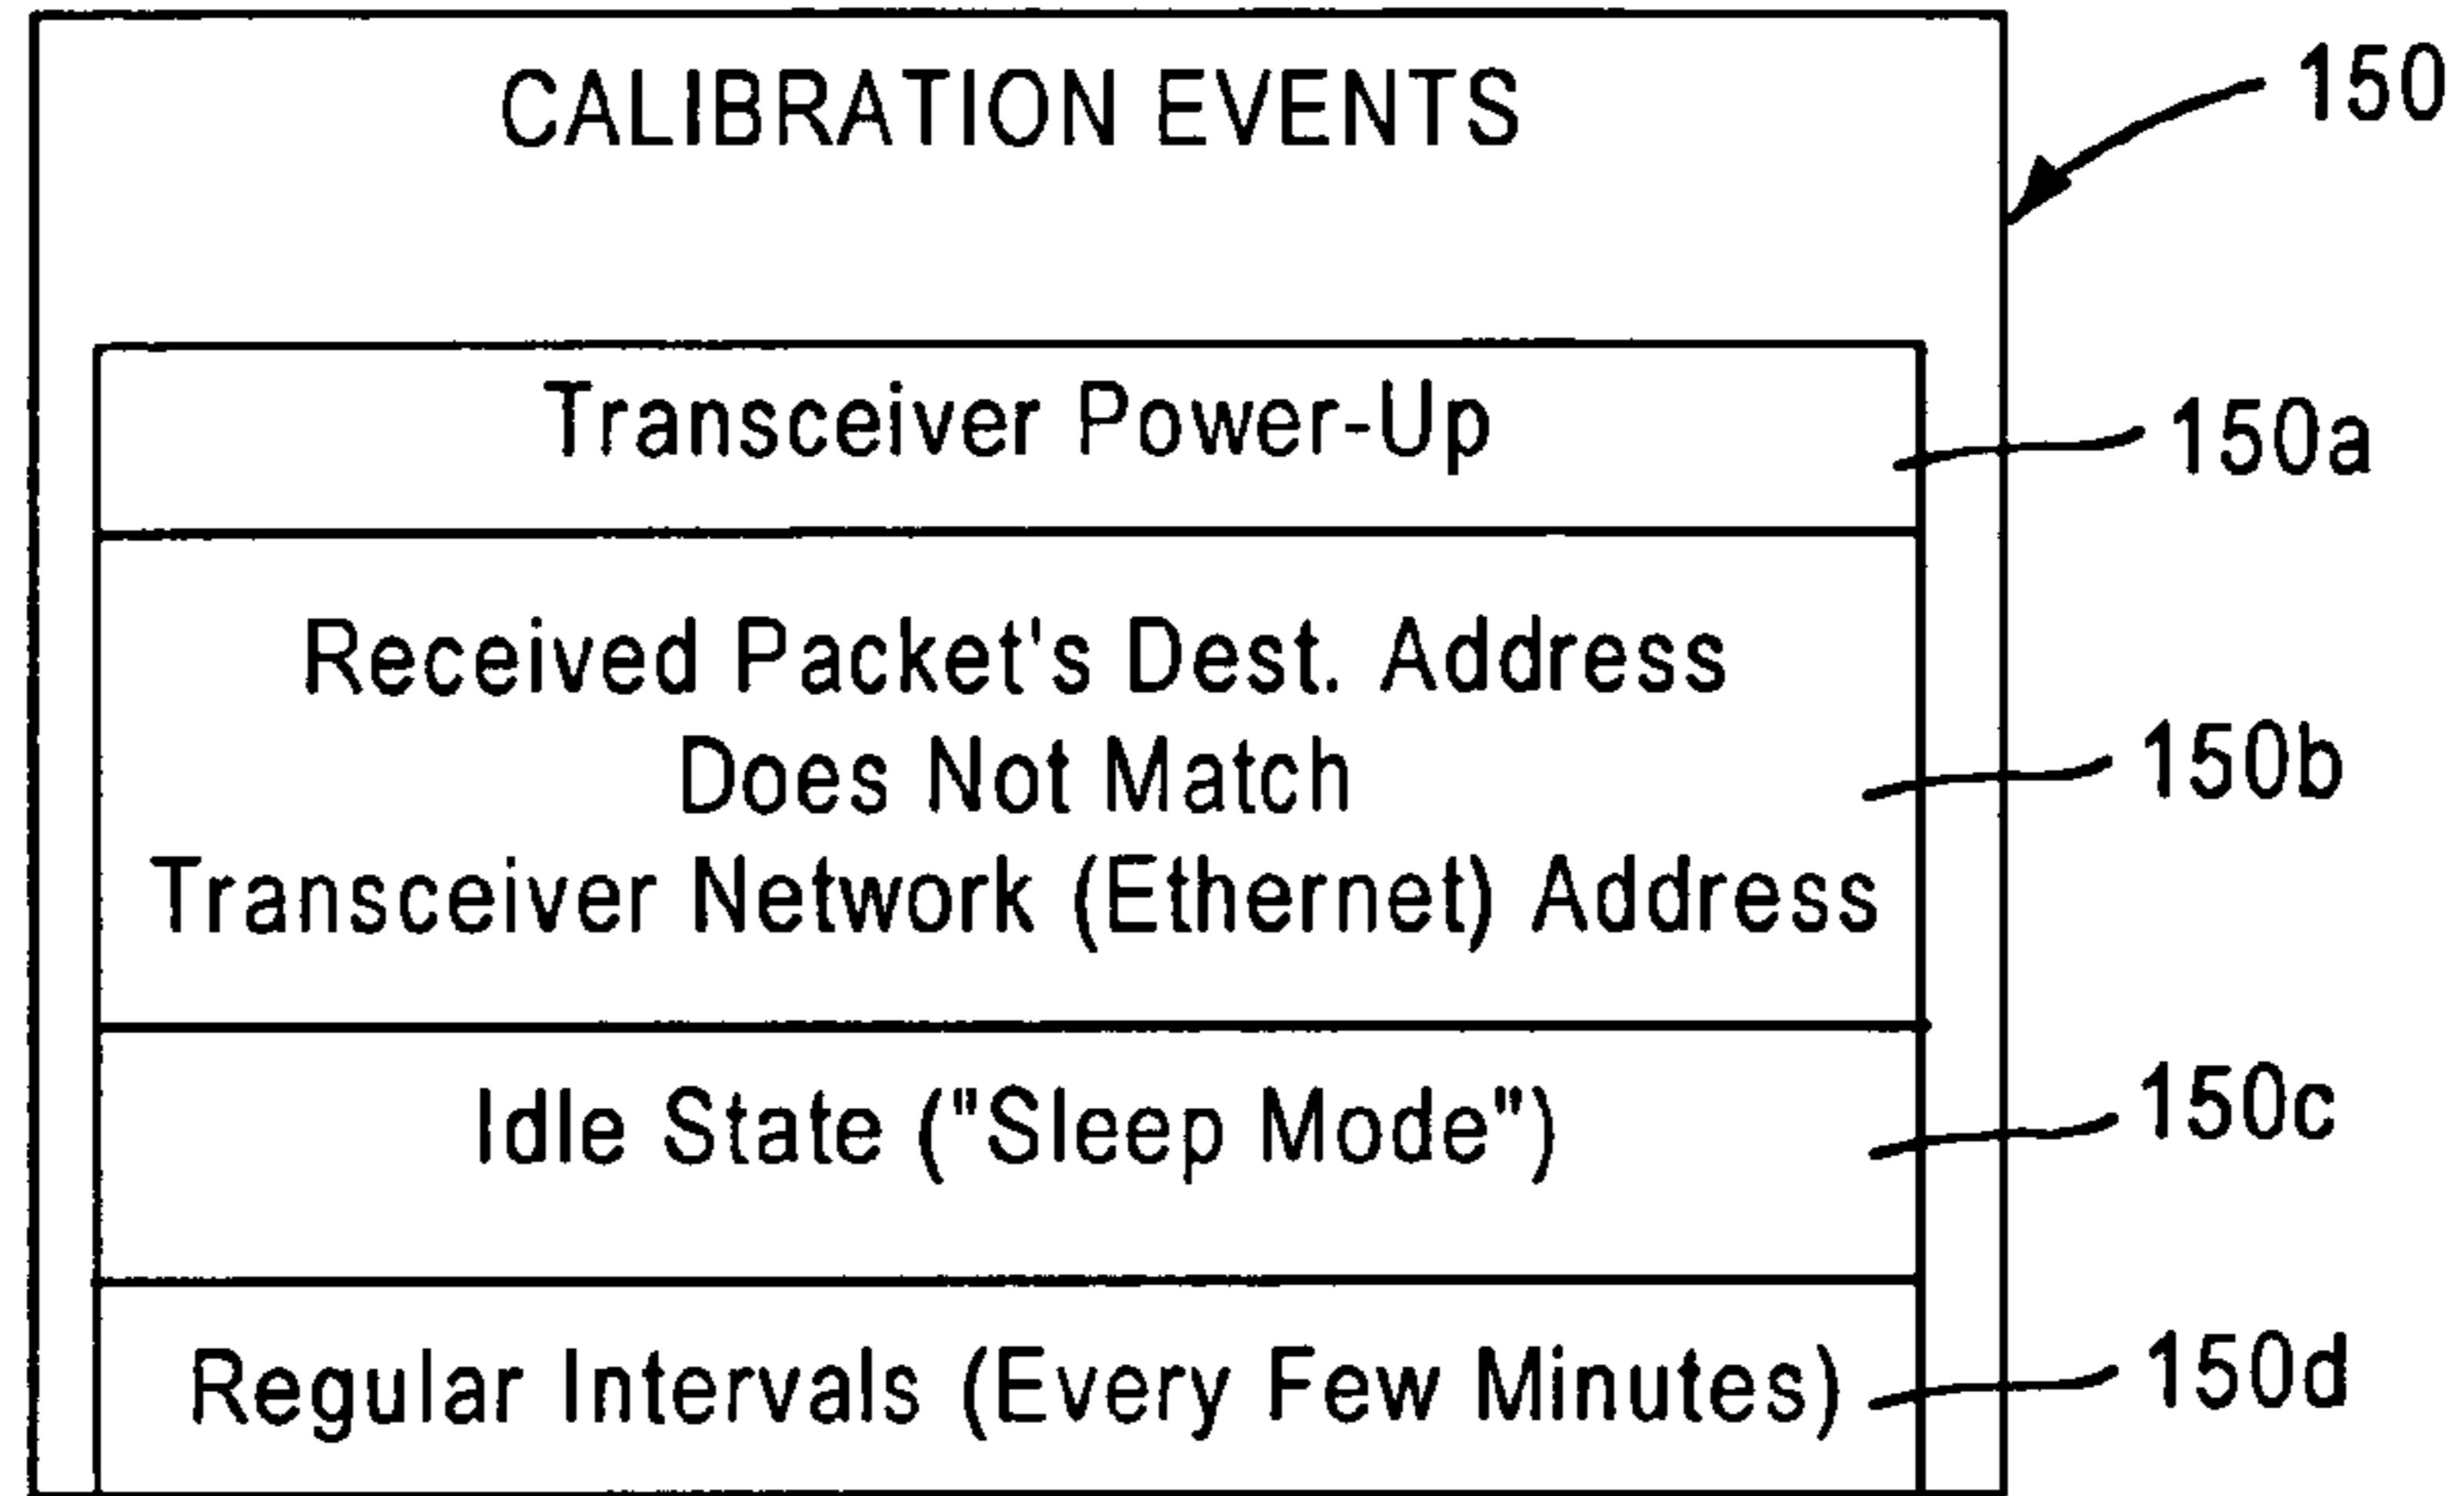 CALIBRATION EVENTS
150
Transceiver Power-Up
150a
Received Packet's Dest. Address
Does Not Match
Transceiver Network (Ethernet) Address
150b
Idle State ("Sleep Mode")
150c
Regular Intervals (Every Few Minutes)
150d